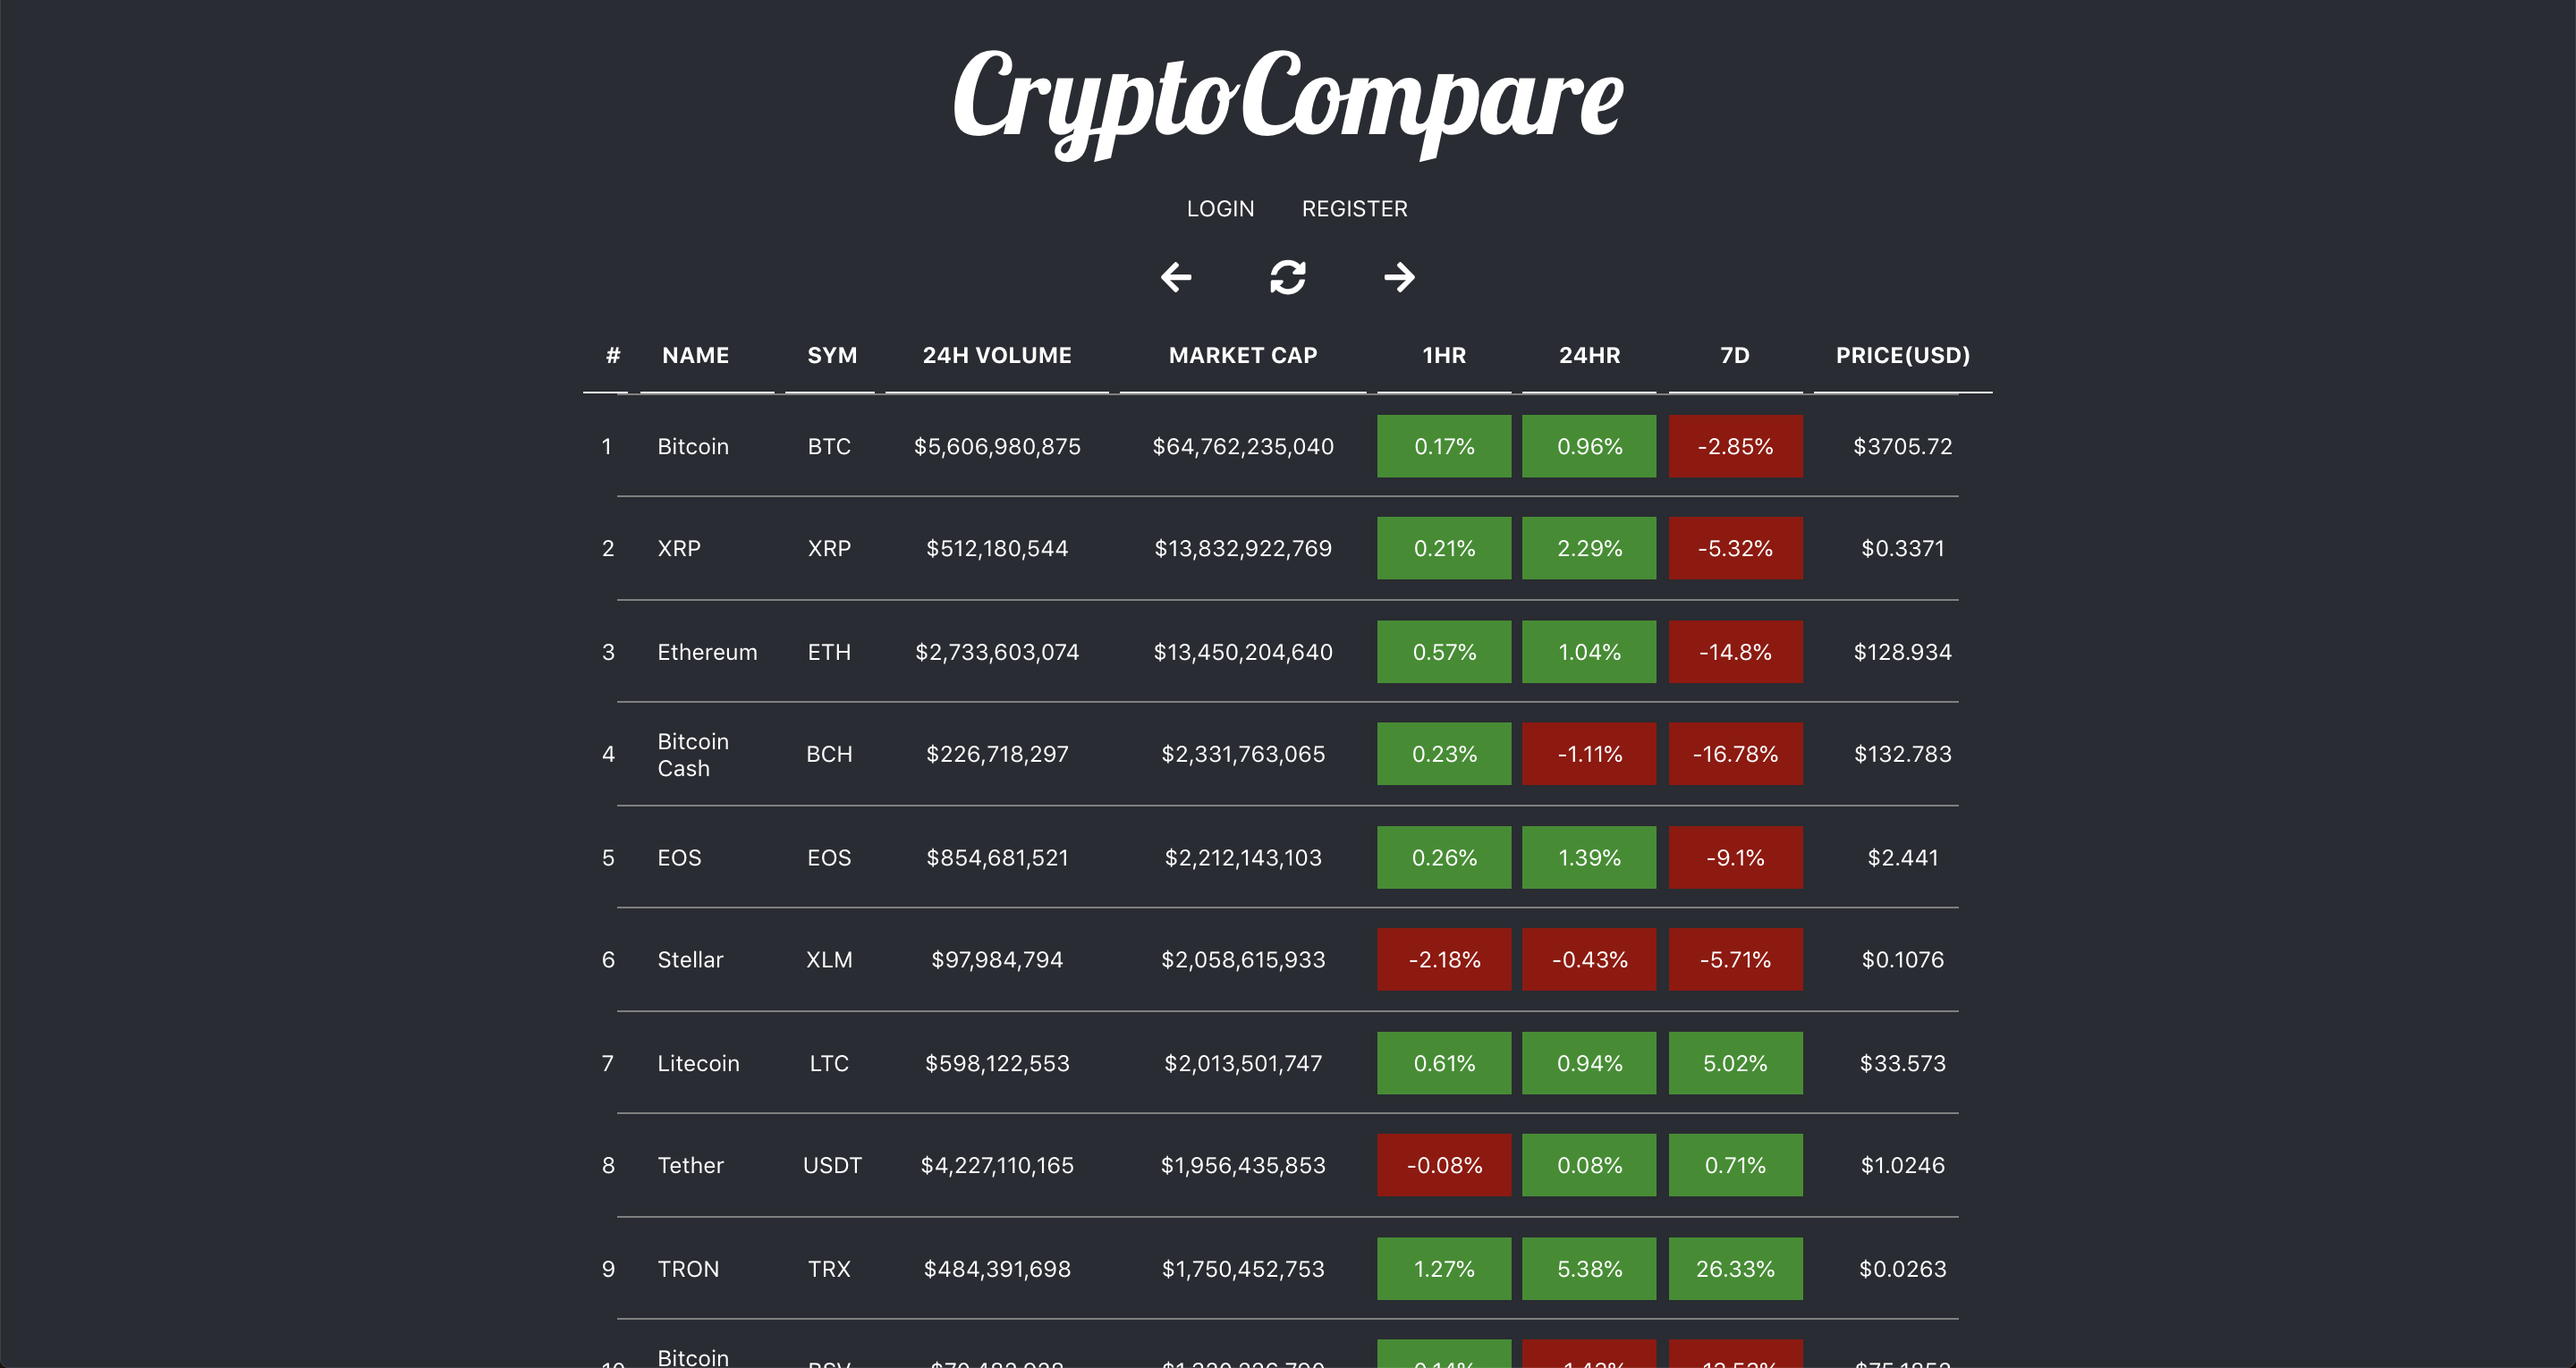 CryptoCompare
LOGIN REGISTER
# NAME SYM 24H VOLUME MARKET CAP 1HR 24HR 7D PRICE(USD)
1 Bitcoin BTC $5,606,980,875 $64,762,235,040 0.17% 0.96% -2.85% $3705.72
2 XRP XRP $512,180,544 $13,832,922,769 0.21% 2.29% -5.32% $0.3371
3 Ethereum ETH $2,733,603,074 $13,450,204,640 0.57% 1.04% -14.8% $128.934
4 Bitcoin Cash BCH $226,718,297 $2,331,763,065 0.23% -1.11% -16.78% $132.783
5 EOS EOS $854,681,521 $2,212,143,103 0.26% 1.39% -9.1% $2.441
6 Stellar XLM $97,984,794 $2,058,615,933 -2.18% -0.43% -5.71% $0.1076
7 Litecoin LTC $598,122,553 $2,013,501,747 0.61% 0.94% 5.02% $33.573
8 Tether USDT $4,227,110,165 $1,956,435,853 -0.08% 0.08% 0.71% $1.0246
9 TRON TRX $484,391,698 $1,750,452,753 1.27% 5.38% 26.33% $0.0263
10 Bitcoin BSV